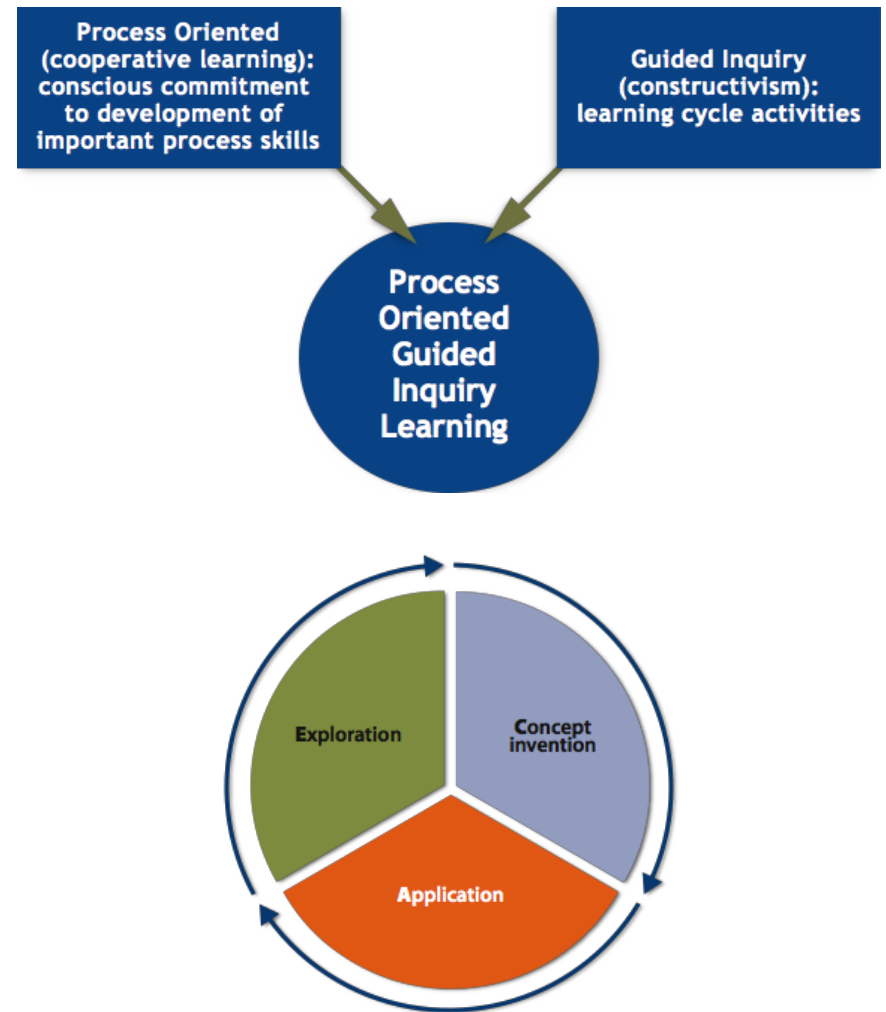 Process Oriented
(cooperative learning):
conscious commitment
to development of
important process skills
Guided Inquiry
(constructivism):
learning cycle activities
Process
Oriented
Guided
Inquiry
Learning
Exploration
Concept
invention
Application